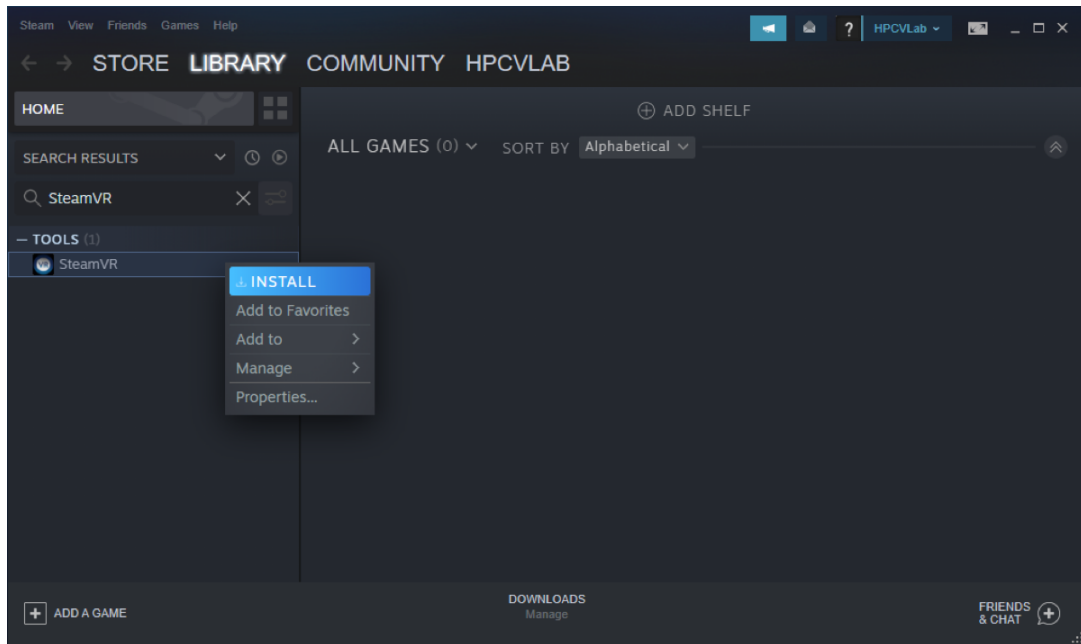 Steam View Friends Games Help
? HPCVLab
STORE LIBRARY COMMUNITY HPCVLAB
HOME
ADD SHELF
SEARCH RESULTS
ALL GAMES (0) SORT BY Alphabetical
SteamVR
— TOOLS (1)
SteamVR
INSTALL
Add to Favorites
Add to
Manage
Properties...
ADD A GAME
DOWNLOADS
Manage
FRIENDS
& CHAT